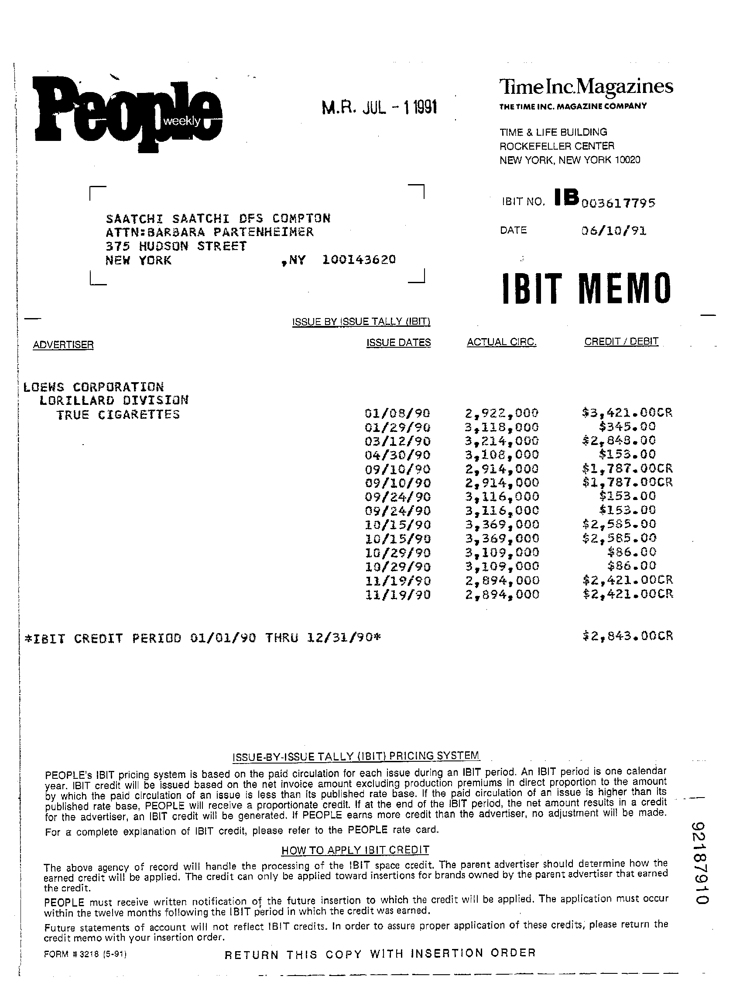 People
weekly
M.R. JUL - 1 1991
Time Inc. Magazines
THE TIME INC. MAGAZINE COMPANY
TIME & LIFE BUILDING
ROCKEFELLER CENTER
NEW YORK, NEW YORK 10020
IBIT NO. IB003617795
DATE 06/10/91
SAATCHI SAATCHI DFS COMPTON
ATTN:BARBARA PARTENHEIMER
375 HUDSON STREET
NEW YORK ,NY 100143620
IBIT MEMO
ISSUE BY ISSUE TALLY (IBIT)
ADVERTISER ISSUE DATES ACTUAL CIRC. CREDIT / DEBIT
LOEWS CORPORATION
LORILLARD DIVISION
TRUE CIGARETTES 01/08/90 2,922,000 $3,421.00CR
01/29/90 3,118,000 $345.00
03/12/90 3,214,000 $2,848.00
04/30/90 3,108,000 $153.00
09/10/90 2,914,000 $1,787.00CR
09/10/90 2,914,000 $1,787.00CR
09/24/90 3,116,000 $153.00
09/24/90 3,116,000 $153.00
10/15/90 3,369,000 $2,585.00
10/15/90 3,369,000 $2,585.00
10/29/90 3,109,000 $86.00
10/29/90 3,109,000 $86.00
11/19/90 2,894,000 $2,421.00CR
11/19/90 2,894,000 $2,421.00CR
*IBIT CREDIT PERIOD 01/01/90 THRU 12/31/90* $2,843.00CR
ISSUE-BY-ISSUE TALLY (IBIT) PRICING SYSTEM
PEOPLE's IBIT pricing system is based on the paid circulation for each issue during an IBIT period. An IBIT period is one calendar
year. IBIT credit will be issued based on the net invoice amount excluding production premiums in direct proportion to the amount
by which the paid circulation of an issue is less than its published rate base. If the paid circulation of an issue is higher than its
published rate base, PEOPLE will receive a proportionate credit. If at the end of the IBIT period, the net amount results in a credit
for the advertiser, an IBIT credit will be generated. If PEOPLE earns more credit than the advertiser, no adjustment will be made.
For a complete explanation of IBIT credit, please refer to the PEOPLE rate card.
HOW TO APPLY IBIT CREDIT
The above agency of record will handle the processing of the IBIT space credit. The parent advertiser should determine how the
earned credit will be applied. The credit can only be applied toward insertions for brands owned by the parent advertiser that earned
the credit.
PEOPLE must receive written notification of the future insertion to which the credit will be applied. The application must occur
within the twelve months following the IBIT period in which the credit was earned.
Future statements of account will not reflect IBIT credits. In order to assure proper application of these credits, please return the
credit memo with your insertion order.
FORM # 3218 (5-91) RETURN THIS COPY WITH INSERTION ORDER
92187910